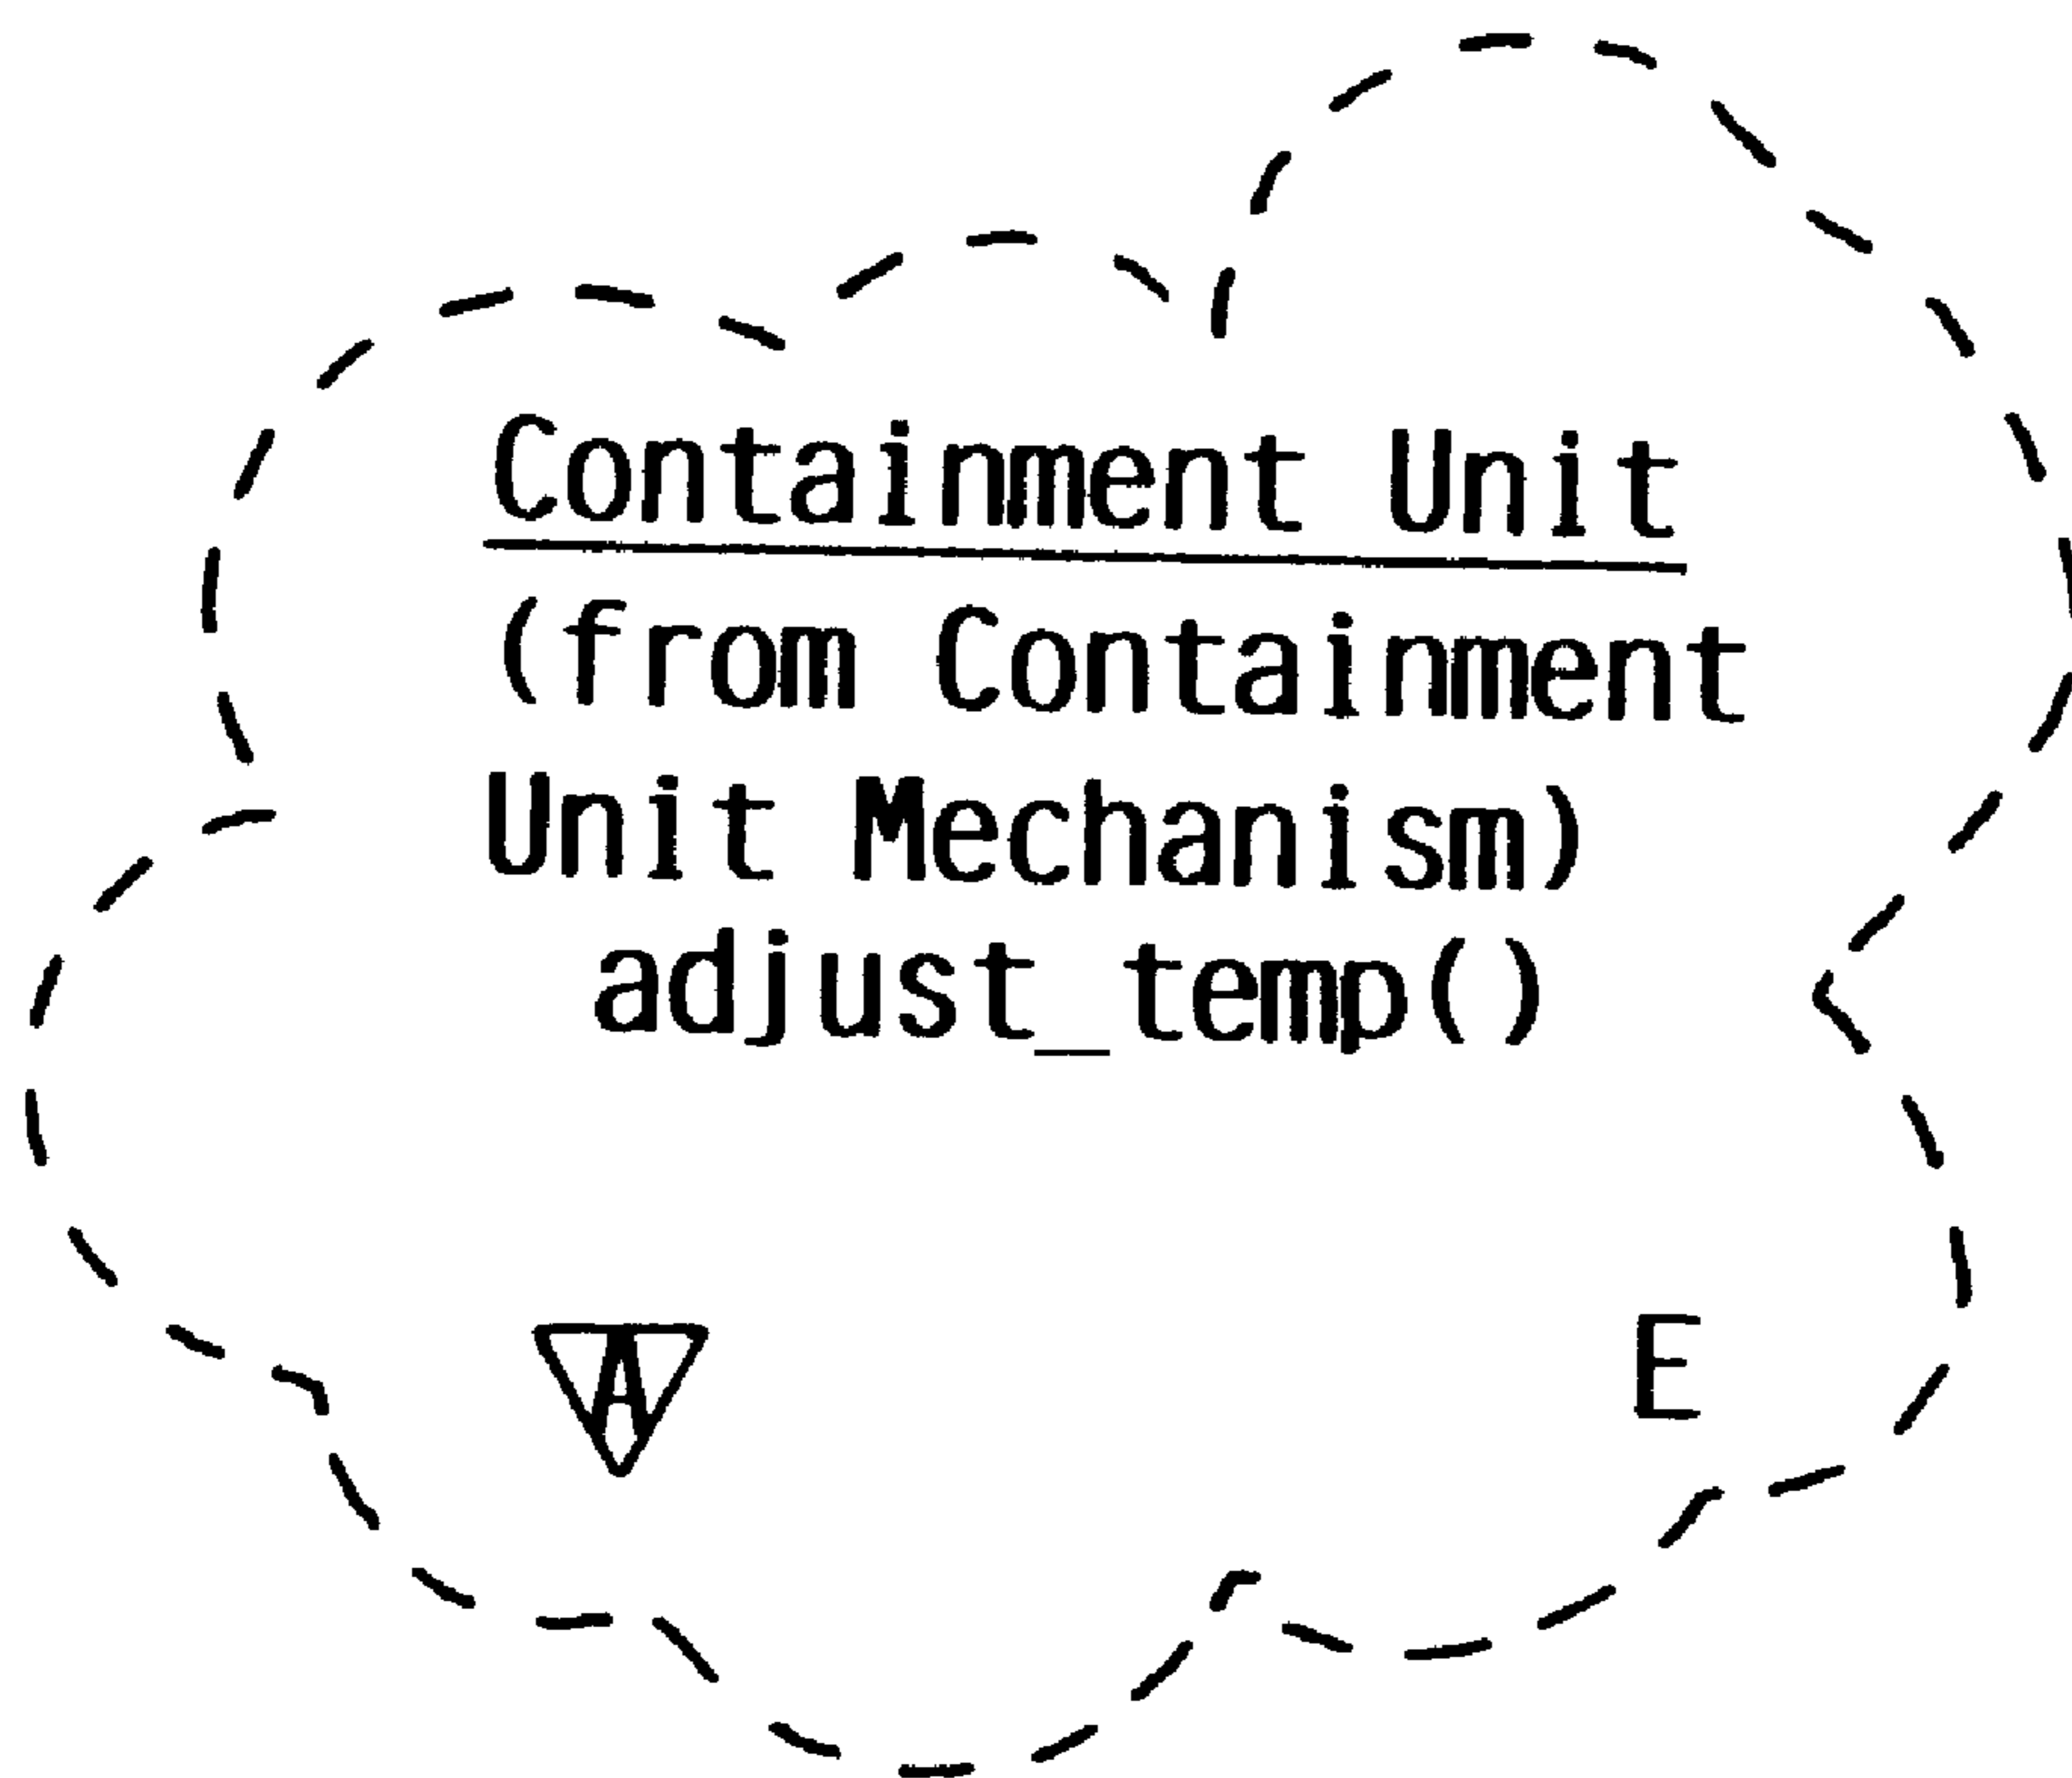 Containment Unit
(from Containment
Unit Mechanism)
adjust_temp()
A
E